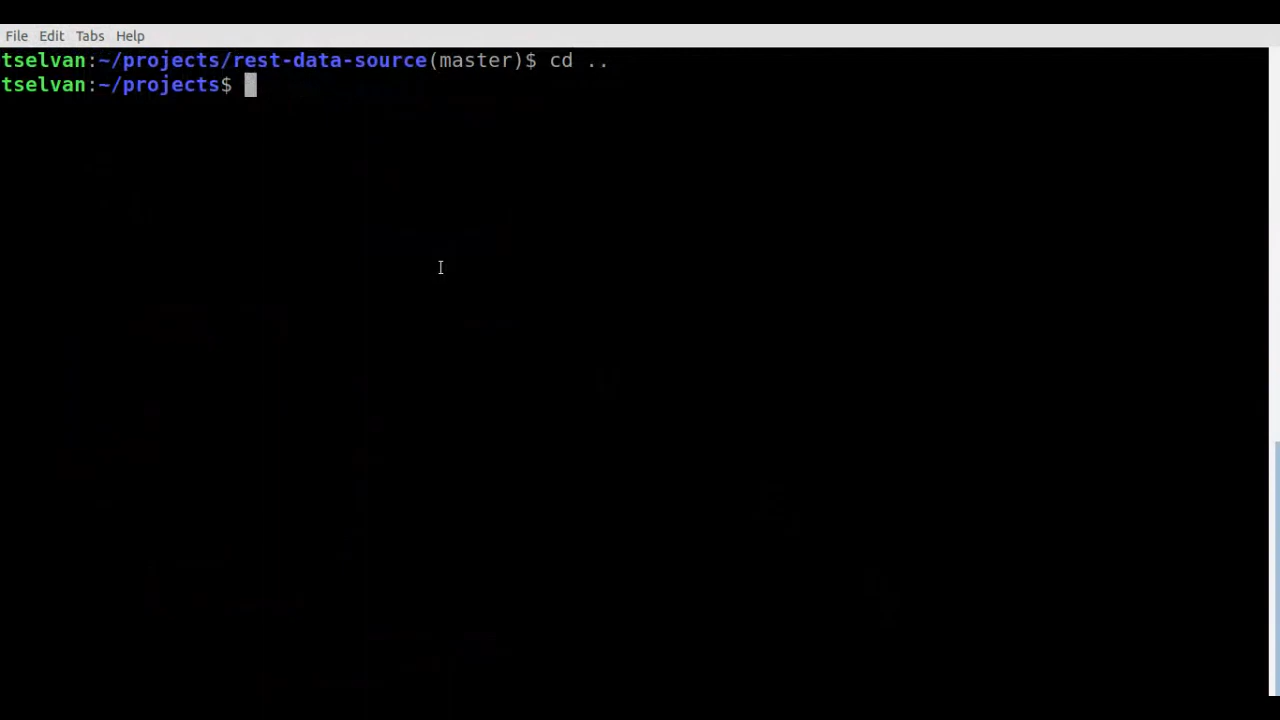 File Edit Tabs Help
tselvan:~/projects/rest-data-source(master)$ cd ..
tselvan:~/projects$